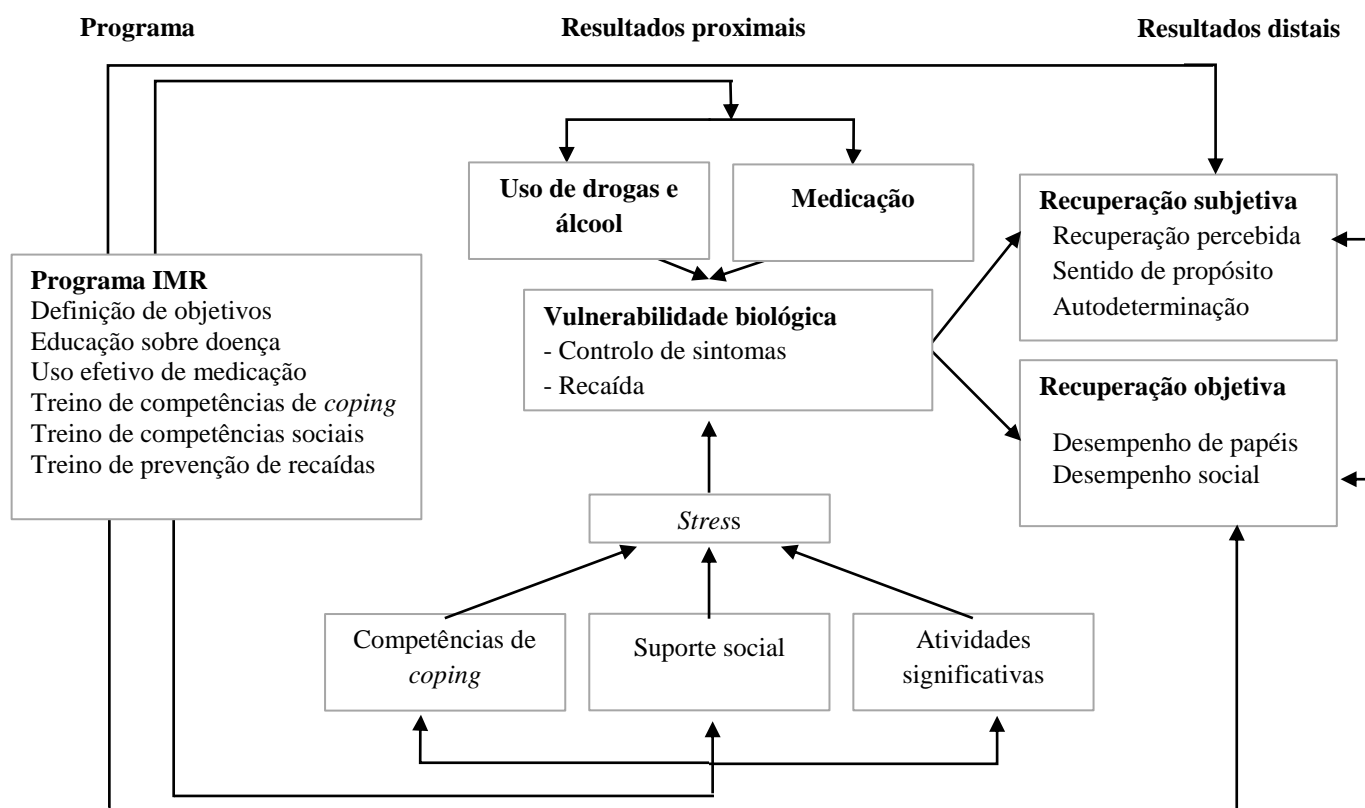 Programa
Resultados proximais
Resultados distais
Programa IMR
Definição de objetivos
Educação sobre doença
Uso efetivo de medicação
Treino de competências de coping
Treino de competências sociais
Treino de prevenção de recaídas
Uso de drogas e
álcool
Medicação
Vulnerabilidade biológica
- Controlo de sintomas
- Recaída
Stress
Competências de
coping
Suporte social
Atividades
significativas
Recuperação subjetiva
Recuperação percebida
Sentido de propósito
Autodeterminação
Recuperação objetiva
Desempenho de papéis
Desempenho social